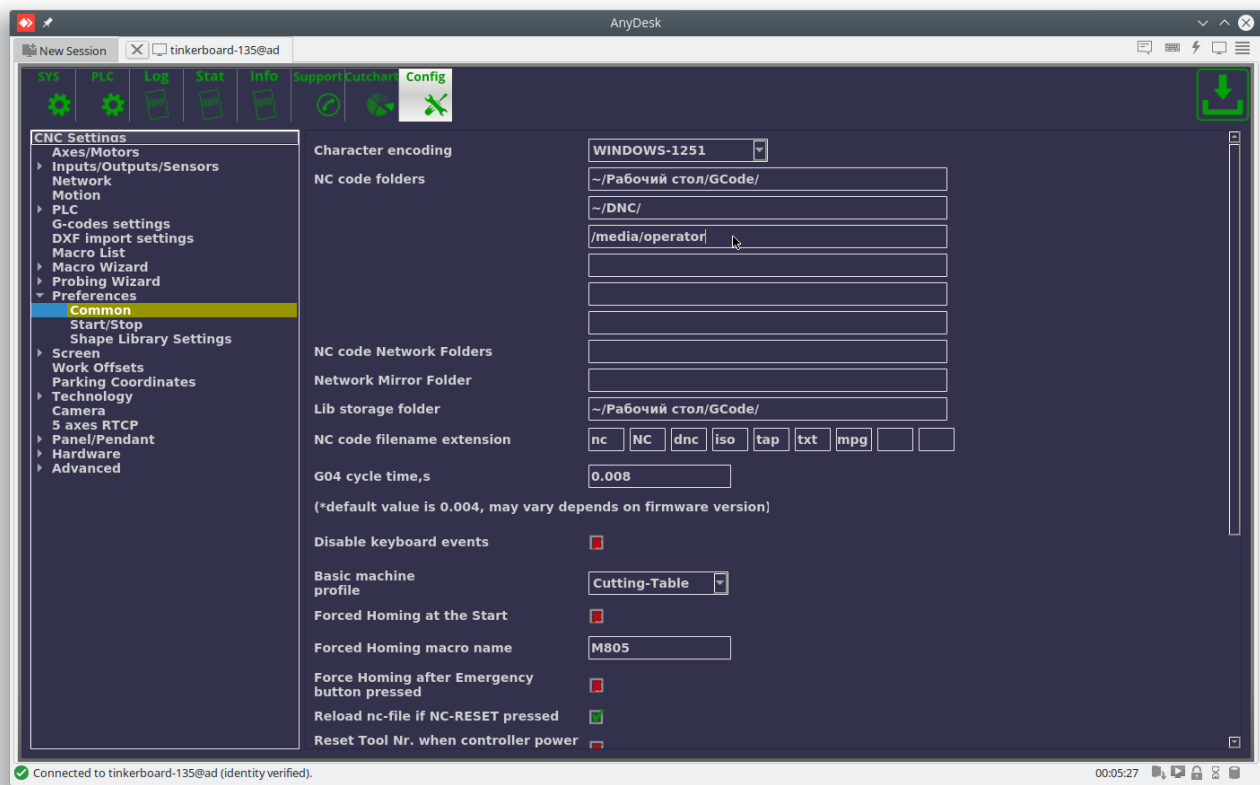 AnyDesk
New Session
tinkerboard-135@ad
SYS PLC Log Stat Info Support Cutchart Config
CNC Settings
Axes/Motors
Inputs/Outputs/Sensors
Network
Motion
PLC
G-codes settings
DXF import settings
Macro List
Macro Wizard
Probing Wizard
Preferences
Common
Start/Stop
Shape Library Settings
Screen
Work Offsets
Parking Coordinates
Technology
Camera
5 axes RTCP
Panel/Pendant
Hardware
Advanced
Character encoding WINDOWS-1251
NC code folders ~/Рабочий стол/GCode/
~/DNC/
/media/operator
NC code Network Folders
Network Mirror Folder
Lib storage folder ~/Рабочий стол/GCode/
NC code filename extension nc NC dnc iso tap txt mpg
G04 cycle time,s 0.008
(*default value is 0.004, may vary depends on firmware version)
Disable keyboard events
Basic machine
profile
Cutting-Table
Forced Homing at the Start
Forced Homing macro name M805
Force Homing after Emergency
button pressed
Reload nc-file if NC-RESET pressed
Reset Tool Nr. when controller power
Connected to tinkerboard-135@ad (identity verified).
00:05:27